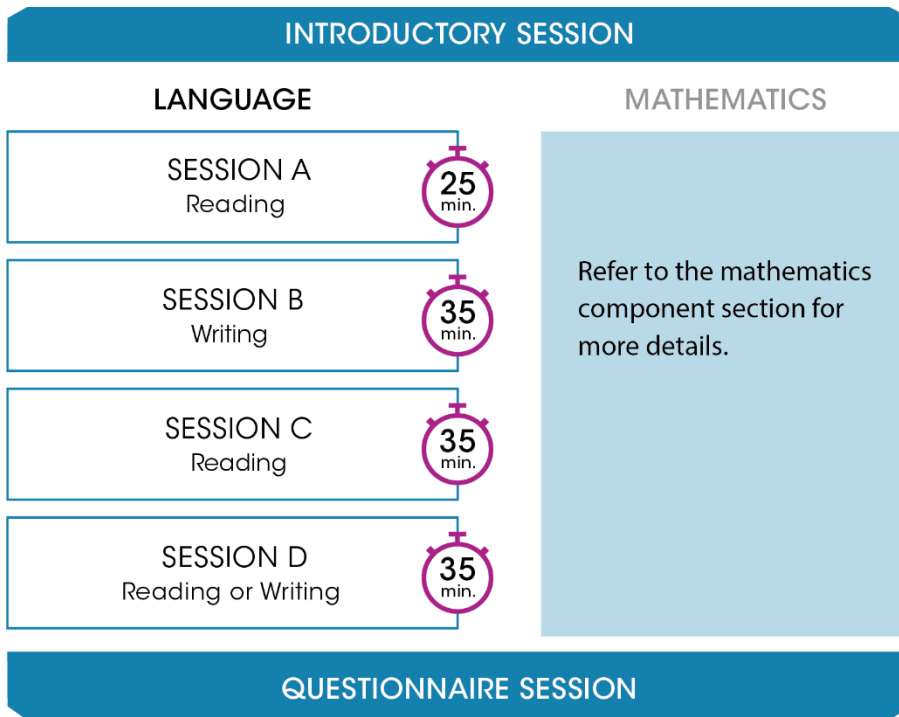 INTRODUCTORY SESSION
LANGUAGE
SESSION A
Reading
25
min.
SESSION B
Writing
35
min.
SESSION C
Reading
35
min.
SESSION D
Reading or Writing
35
min.
MATHEMATICS
Refer to the mathematics
component section for
more details.
QUESTIONNAIRE SESSION